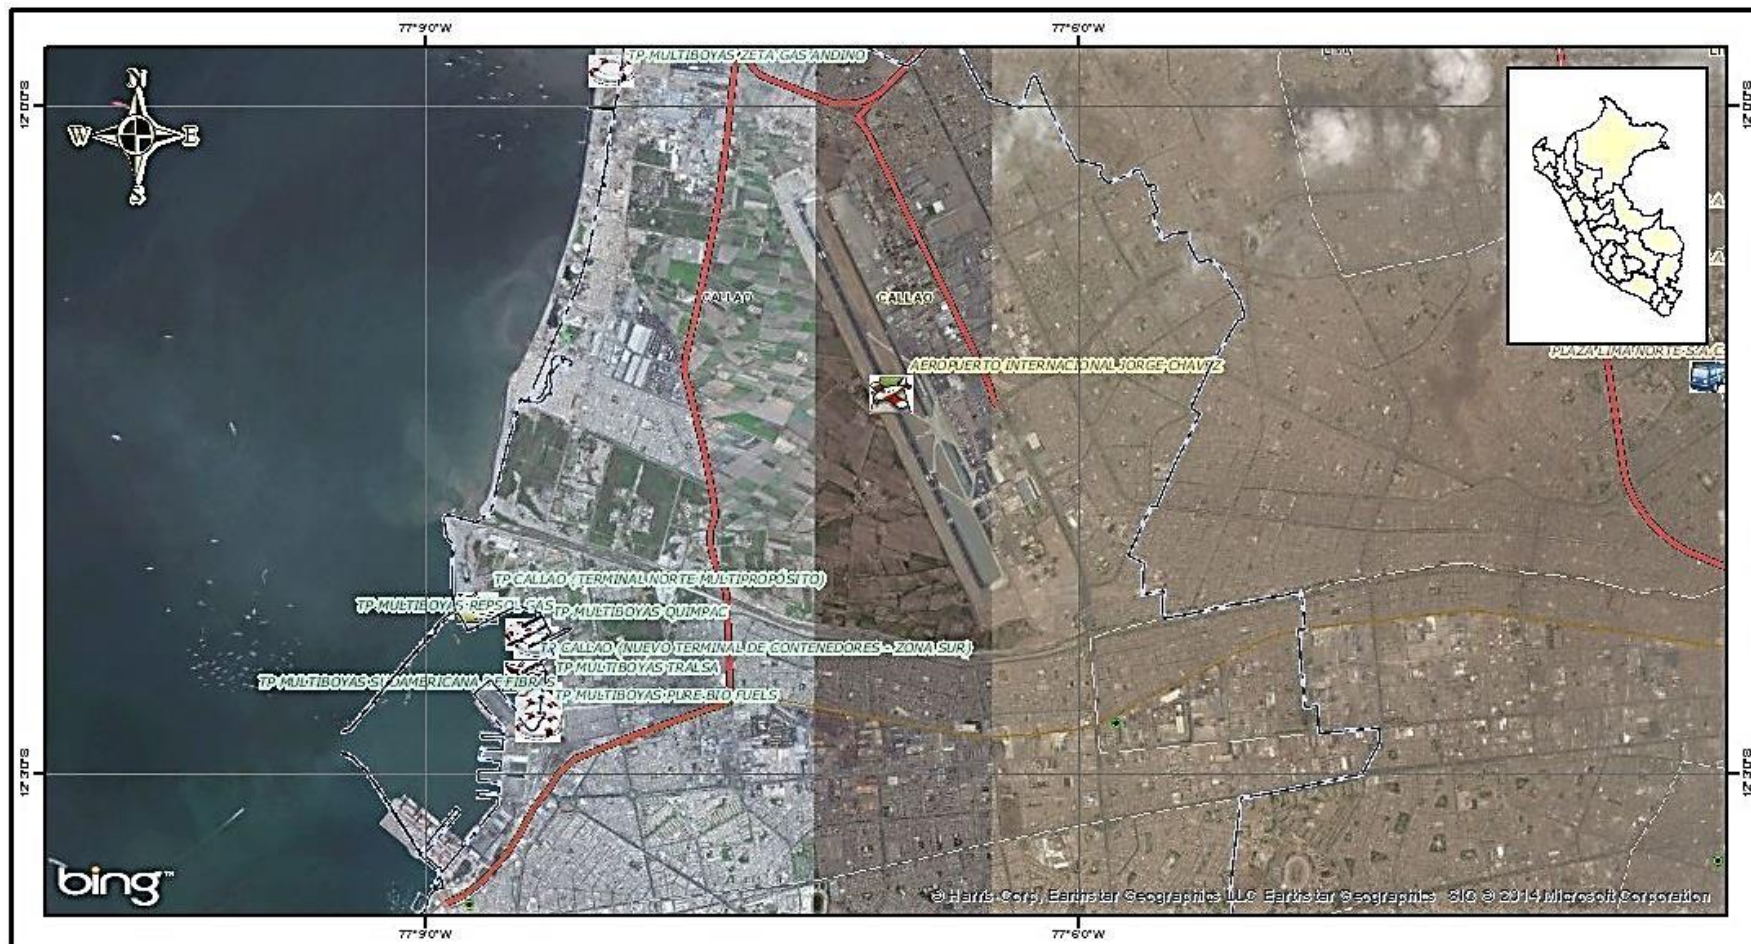 77°9'0"W
77°6'0"W
TP MULTIBOYAS ZETA GAS ANDINO
N
W
E
S
12°0'0"S
12°0'0"S
CALLAO
CALLAO
PLAZA LIMA NORTE S.A.C.
AEROPUERTO INTERNACIONAL JORGE CHAVEZ
TP CALLAO (TERMINAL NORTE MULTIPROPÓSITO)
TP MULTIBOYAS REPSOL GAS
TP MULTIBOYAS QUIMPAC
TP CALLAO (NUEVO TERMINAL DE CONTENEDORES - ZONA SUR)
TP MULTIBOYAS TRALSA
TP MULTIBOYAS SUDAMERICANA DE FIBRAS
TP MULTIBOYAS PURE BIO FUELS
12°3'0"S
12°3'0"S
bing™
© Harris Corp, Earthstar Geographics LLC Earthstar Geographics SIO © 2014 Microsoft Corporation
77°9'0"W
77°6'0"W